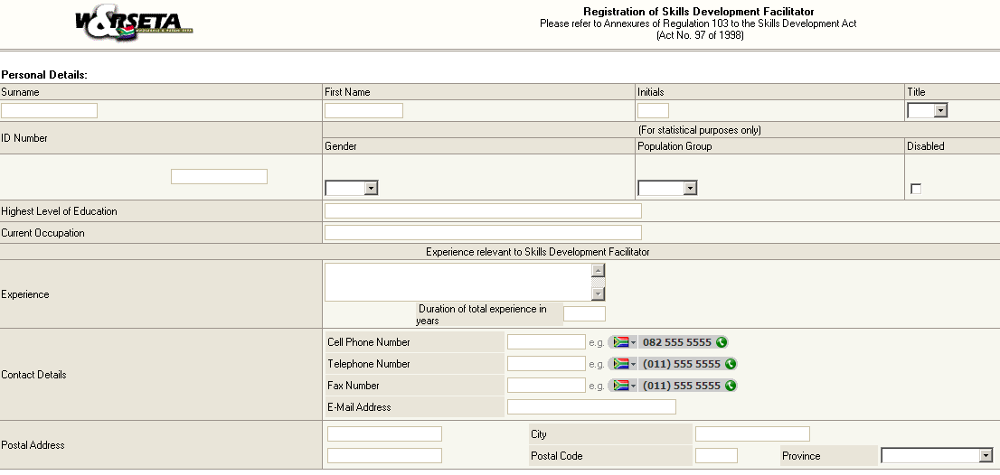 W&RSETA
WHOLESALE & RETAIL SETA
Registration of Skills Development Facilitator
Please refer to Annexures of Regulation 103 to the Skills Development Act
(Act No. 97 of 1998)
Personal Details:
Surname First Name Initials Title
ID Number (For statistical purposes only)
Gender Population Group Disabled
Highest Level of Education
Current Occupation
Experience relevant to Skills Development Facilitator
Experience
Duration of total experience in
years
Contact Details
Cell Phone Number e.g. 082 555 5555
Telephone Number e.g. (011) 555 5555
Fax Number e.g. (011) 555 5555
E-Mail Address
Postal Address
City
Postal Code Province